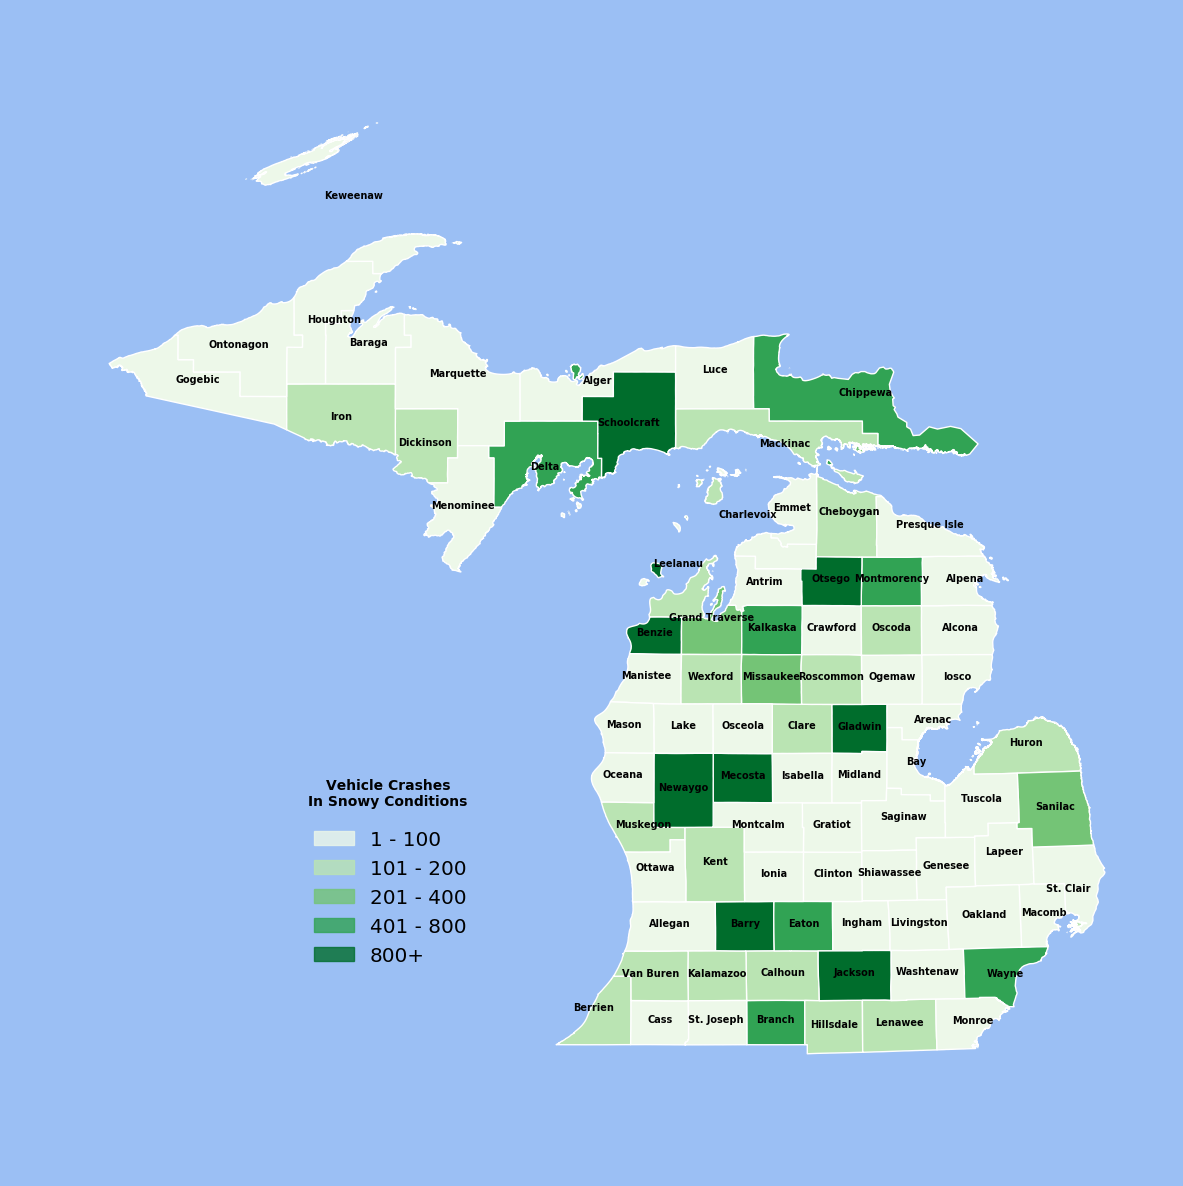 Keweenaw
Houghton
Ontonagon
Baraga
Gogebic
Marquette
Luce
Alger
Chippewa
Iron
Schoolcraft
Dickinson
Mackinac
Delta
Menominee
Emmet
Cheboygan
Charlevoix
Presque Isle
Leelanau
Antrim
Otsego
Montmorency
Alpena
Grand Traverse
Benzie
Kalkaska
Crawford
Oscoda
Alcona
Manistee
Wexford
Missaukee
Roscommon
Ogemaw
Iosco
Mason
Lake
Osceola
Clare
Gladwin
Arenac
Huron
Bay
Oceana
Newaygo
Mecosta
Isabella
Midland
Tuscola
Sanilac
Muskegon
Montcalm
Gratiot
Saginaw
Lapeer
Ottawa
Kent
Ionia
Clinton
Shiawassee
Genesee
St. Clair
Allegan
Barry
Eaton
Ingham
Livingston
Oakland
Macomb
Van Buren
Kalamazoo
Calhoun
Jackson
Washtenaw
Wayne
Berrien
Cass
St. Joseph
Branch
Hillsdale
Lenawee
Monroe
Vehicle Crashes
In Snowy Conditions
1 - 100
101 - 200
201 - 400
401 - 800
800+